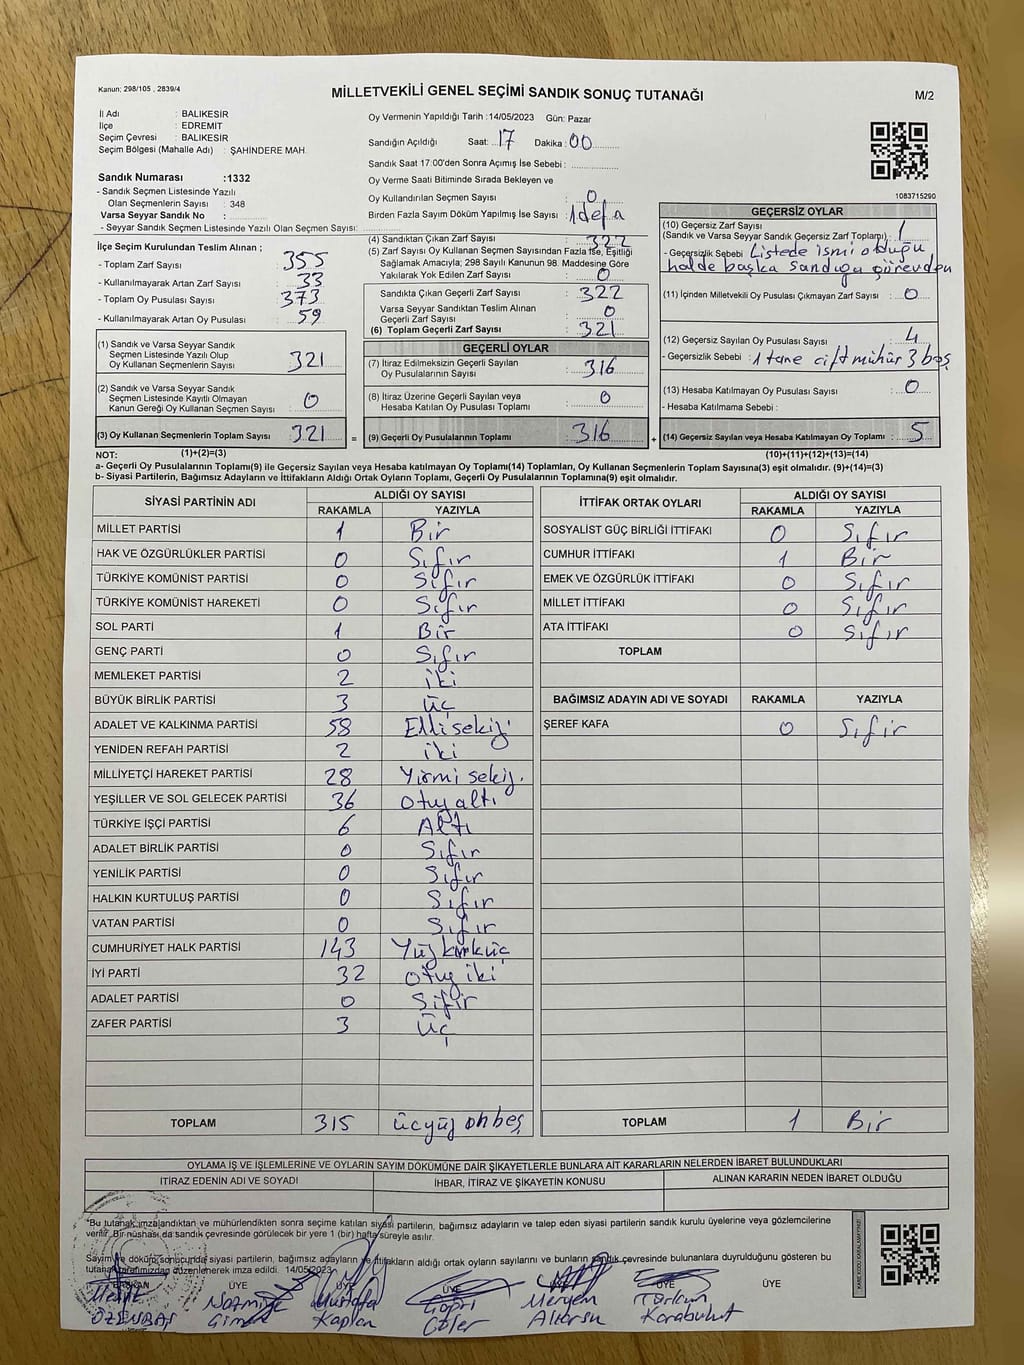 Kanun; 298/105 , 2839/4
MİLLETVEKİLİ GENEL SEÇİMİ SANDIK SONUÇ TUTANAĞI
M/2
İl Adı : BALIKESİR
İlçe : EDREMIT
Seçim Çevresi : BALIKESİR
Seçim Bölgesi (Mahalle Adı) : ŞAHİNDERE MAH.
Sandık Numarası :1332
- Sandık Seçmen Listesinde Yazılı
Olan Seçmenlerin Sayısı : 348
Varsa Seyyar Sandık No :
- Seyyar Sandık Seçmen Listesinde Yazılı Olan Seçmen Sayısı:
Oy Vermenin Yapıldığı Tarih :14/05/2023 Gün: Pazar
Sandığın Açıldığı Saat: 17 Dakika : 00
Sandık Saat 17:00'den Sonra Açımış İse Sebebi :
Oy Verme Saati Bitiminde Sırada Bekleyen ve
Oy Kullandırılan Seçmen Sayısı : 0
Birden Fazla Sayım Döküm Yapılmış İse Sayısı : 1 defa
1083715290
İlçe Seçim Kurulundan Teslim Alınan ;
- Toplam Zarf Sayısı : 355
- Kullanılmayarak Artan Zarf Sayısı : 33
- Toplam Oy Pusulası Sayısı : 373
- Kullanılmayarak Artan Oy Pusulası : 59
(4) Sandıktan Çıkan Zarf Sayısı : 322
(5) Zarf Sayısı Oy Kullanan Seçmen Sayısından Fazla İse, Eşitliği
Sağlamak Amacıyla; 298 Sayılı Kanunun 98. Maddesine Göre
Yakılarak Yok Edilen Zarf Sayısı : 0
Sandıkta Çıkan Geçerli Zarf Sayısı : 322
Varsa Seyyar Sandıktan Teslim Alınan
Geçerli Zarf Sayısı : 0
(6) Toplam Geçerli Zarf Sayısı : 321
GEÇERSİZ OYLAR
(10) Geçersiz Zarf Sayısı
(Sandık ve Varsa Seyyar Sandık Geçersiz Zarf Toplamı) : 1
- Geçersizlik Sebebi : Listede ismi olduğu
halde başka sandığa görevden
(11) İçinden Milletvekili Oy Pusulası Çıkmayan Zarf Sayısı : 0
(12) Geçersiz Sayılan Oy Pusulası Sayısı : 4
- Geçersizlik Sebebi : 1 tane çift mühür 3 boş
(13) Hesaba Katılmayan Oy Pusulası Sayısı : 0
- Hesaba Katılmama Sebebi :
(14) Geçersiz Sayılan veya Hesaba Katılmayan Oy Toplamı : 5
(1) Sandık ve Varsa Seyyar Sandık
Seçmen Listesinde Yazılı Olup
Oy Kullanan Seçmenlerin Sayısı : 321
(2) Sandık ve Varsa Seyyar Sandık
Seçmen Listesinde Kayıtlı Olmayan
Kanun Gereği Oy Kullanan Seçmen Sayısı : 0
(3) Oy Kullanan Seçmenlerin Toplam Sayısı : 321
GEÇERLİ OYLAR
(7) İtiraz Edilmeksizin Geçerli Sayılan
Oy Pusulalarının Sayısı : 316
(8) İtiraz Üzerine Geçerli Sayılan veya
Hesaba Katılan Oy Pusulası Toplamı : 0
= (9) Geçerli Oy Pusulalarının Toplamı : 316 +
NOT: (1)+(2)=(3) (10)+(11)+(12)+(13)=(14)
a- Geçerli Oy Pusulalarının Toplamı(9) ile Geçersiz Sayılan veya Hesaba katılmayan Oy Toplamı(14) Toplamları, Oy Kullanan Seçmenlerin Toplam Sayısına(3) eşit olmalıdır. (9)+(14)=(3)
b- Siyasi Partilerin, Bağımsız Adayların ve İttifakların Aldığı Ortak Oyların Toplamı, Geçerli Oy Pusulalarının Toplamına(9) eşit olmalıdır.
SİYASİ PARTİNİN ADI ALDIĞI OY SAYISI
RAKAMLA YAZIYLA
MİLLET PARTİSİ 1 Bir
HAK VE ÖZGÜRLÜKLER PARTİSİ 0 Sıfır
TÜRKİYE KOMÜNİST PARTİSİ 0 Sıfır
TÜRKİYE KOMÜNİST HAREKETİ 0 Sıfır
SOL PARTİ 1 Bir
GENÇ PARTİ 0 Sıfır
MEMLEKET PARTİSİ 2 iki
BÜYÜK BİRLİK PARTİSİ 3 üç
ADALET VE KALKINMA PARTİSİ 58 Elli sekiz
YENİDEN REFAH PARTİSİ 2 iki
MİLLİYETÇİ HAREKET PARTİSİ 28 Yirmi sekiz.
YEŞİLLER VE SOL GELECEK PARTİSİ 36 Otuz altı
TÜRKİYE İŞÇİ PARTİSİ 6 Altı
ADALET BİRLİK PARTİSİ 0 Sıfır
YENİLİK PARTİSİ 0 Sıfır
HALKIN KURTULUŞ PARTİSİ 0 Sıfır
VATAN PARTİSİ 0 Sıfır
CUMHURİYET HALK PARTİSİ 143 Yüz kırk üç
İYİ PARTİ 32 Otuz iki
ADALET PARTİSİ 0 Sıfır
ZAFER PARTİSİ 3 Üç
TOPLAM 315 üçyüz onbeş
İTTİFAK ORTAK OYLARI ALDIĞI OY SAYISI
RAKAMLA YAZIYLA
SOSYALİST GÜÇ BİRLİĞİ İTTİFAKI 0 Sıfır
CUMHUR İTTİFAKI 1 Bir
EMEK VE ÖZGÜRLÜK İTTİFAKI 0 Sıfır
MİLLET İTTİFAKI 0 Sıfır
ATA İTTİFAKI 0 Sıfır
TOPLAM
BAĞIMSIZ ADAYIN ADI VE SOYADI RAKAMLA YAZIYLA
ŞEREF KAFA 0 Sıfır
TOPLAM 1 Bir
OYLAMA İŞ VE İŞLEMLERİNE VE OYLARIN SAYIM DÖKÜMÜNE DAİR ŞİKAYETLERLE BUNLARA AİT KARARLARIN NELERDEN İBARET BULUNDUKLARI
İTİRAZ EDENİN ADI VE SOYADI İHBAR, İTİRAZ VE ŞİKAYETİN KONUSU ALINAN KARARIN NEDEN İBARET OLDUĞU
*Bu tutanak imzalandıktan ve mühürlendikten sonra seçime katılan siyasi partilerin, bağımsız adayların ve talep eden siyasi partilerin sandık kurulu üyelerine veya gözlemcilerine
verilir. Bir nüshası da sandık çevresinde görülecek bir yere 1 (bir) hafta süreyle asılır.
Sayım ve döküm sonucunda siyasi partilerin, bağımsız adayların ve ittifakların aldığı ortak oyların sayılarını ve bunların sandık çevresinde bulunanlara duyrulduğunu gösteren bu
tutanak tarafımızdan düzenlenerek imza edildi. 14/05/2023
BAŞKAN ÜYE ÜYE ÜYE ÜYE ÜYE
Mustafa Meryem
Kaplan Karabulut